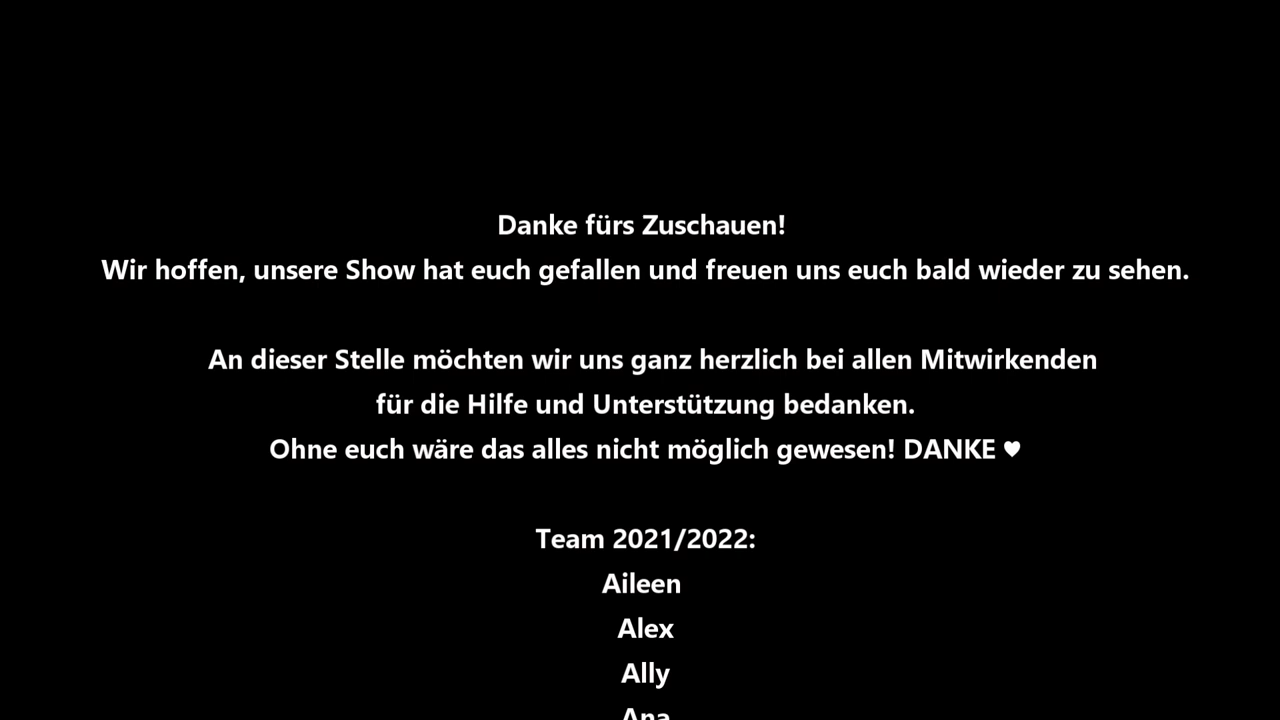 Danke fürs Zuschauen!
Wir hoffen, unsere Show hat euch gefallen und freuen uns euch bald wieder zu sehen.
An dieser Stelle möchten wir uns ganz herzlich bei allen Mitwirkenden
für die Hilfe und Unterstützung bedanken.
Ohne euch wäre das alles nicht möglich gewesen! DANKE ♥
Team 2021/2022:
Aileen
Alex
Ally
Ana